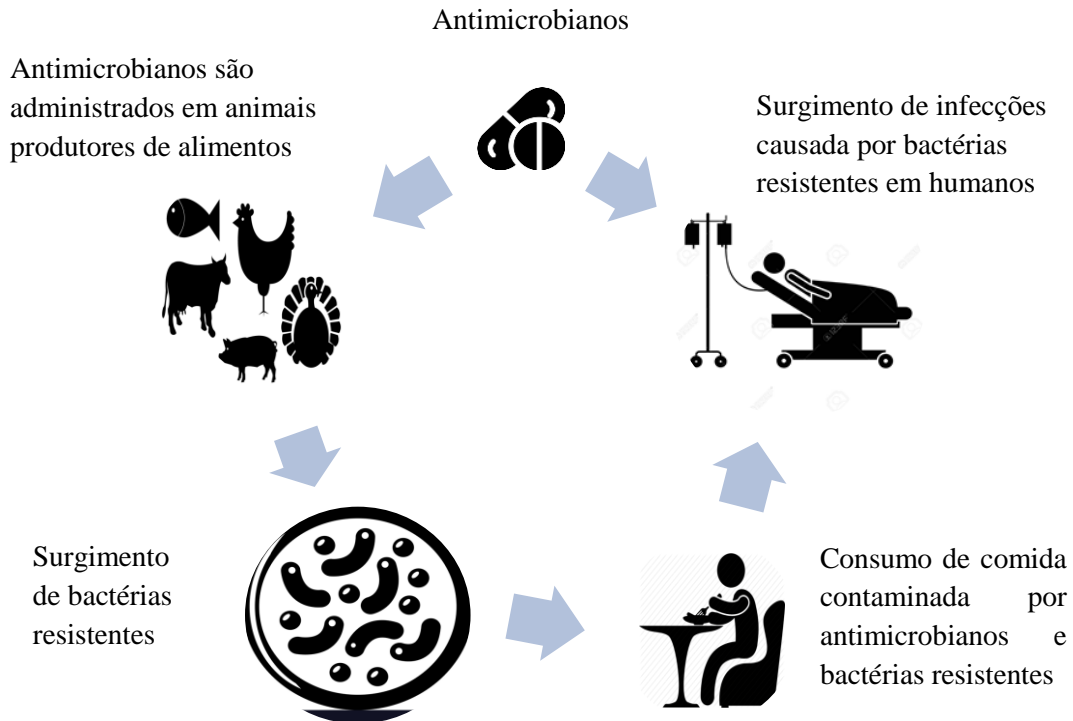 Antimicrobianos
Antimicrobianos são
administrados em animais
produtores de alimentos
Surgimento de infecções
causada por bactérias
resistentes em humanos
Surgimento
de bactérias
resistentes
Consumo de comida
contaminada por
antimicrobianos e
bactérias resistentes